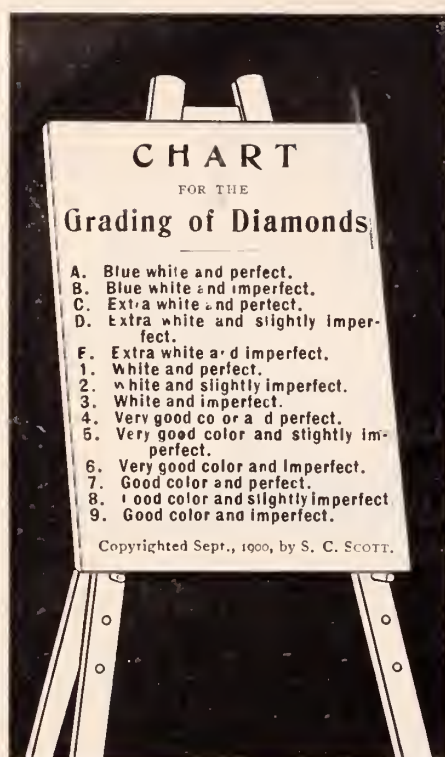 CHART
FOR THE
Grading of Diamonds
A. Blue white and perfect.
B. Blue white and imperfect.
C. Extra white and pertect.
D. Extra white and slightly imper-
fect.
F. Extra white and imperfect.
1. White and perfect.
2. White and slightly imperfect.
3. White and imperfect.
4. Very good co or a d perfect.
5. Very good color and slightly im-
perfect.
6. Very good color and Imperfect.
7. Good color and perfect.
8. ood color and slightly imperfect
9. Good color and imperfect.
Copyrighted Sept., 1900, by S. C. SCOTT.